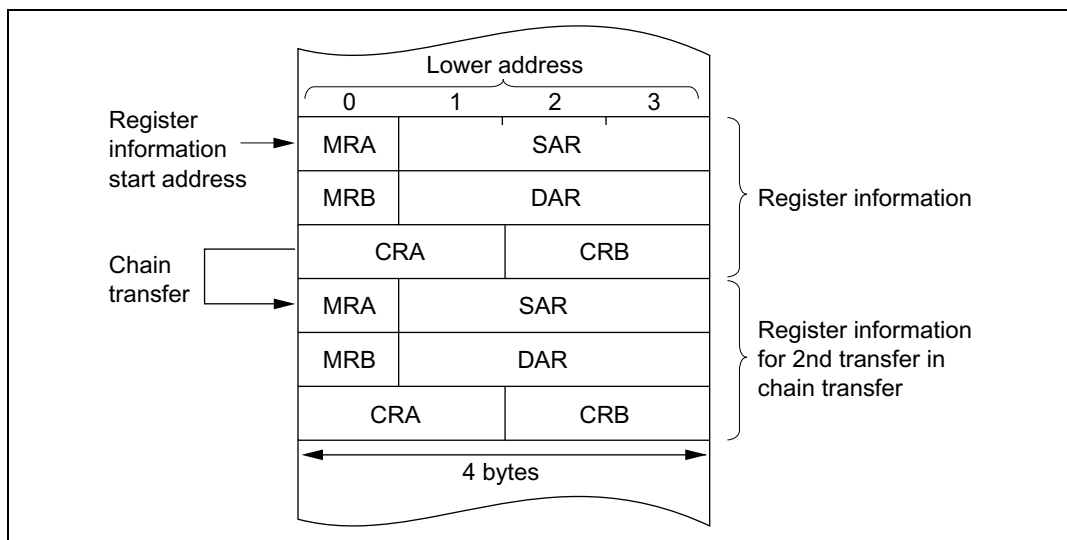 Lower address
0 1 2 3
Register
information
start address
MRA SAR
MRB DAR
Register information
CRA CRB
Chain
transfer
MRA SAR
MRB DAR
Register information
for 2nd transfer in
chain transfer
CRA CRB
4 bytes